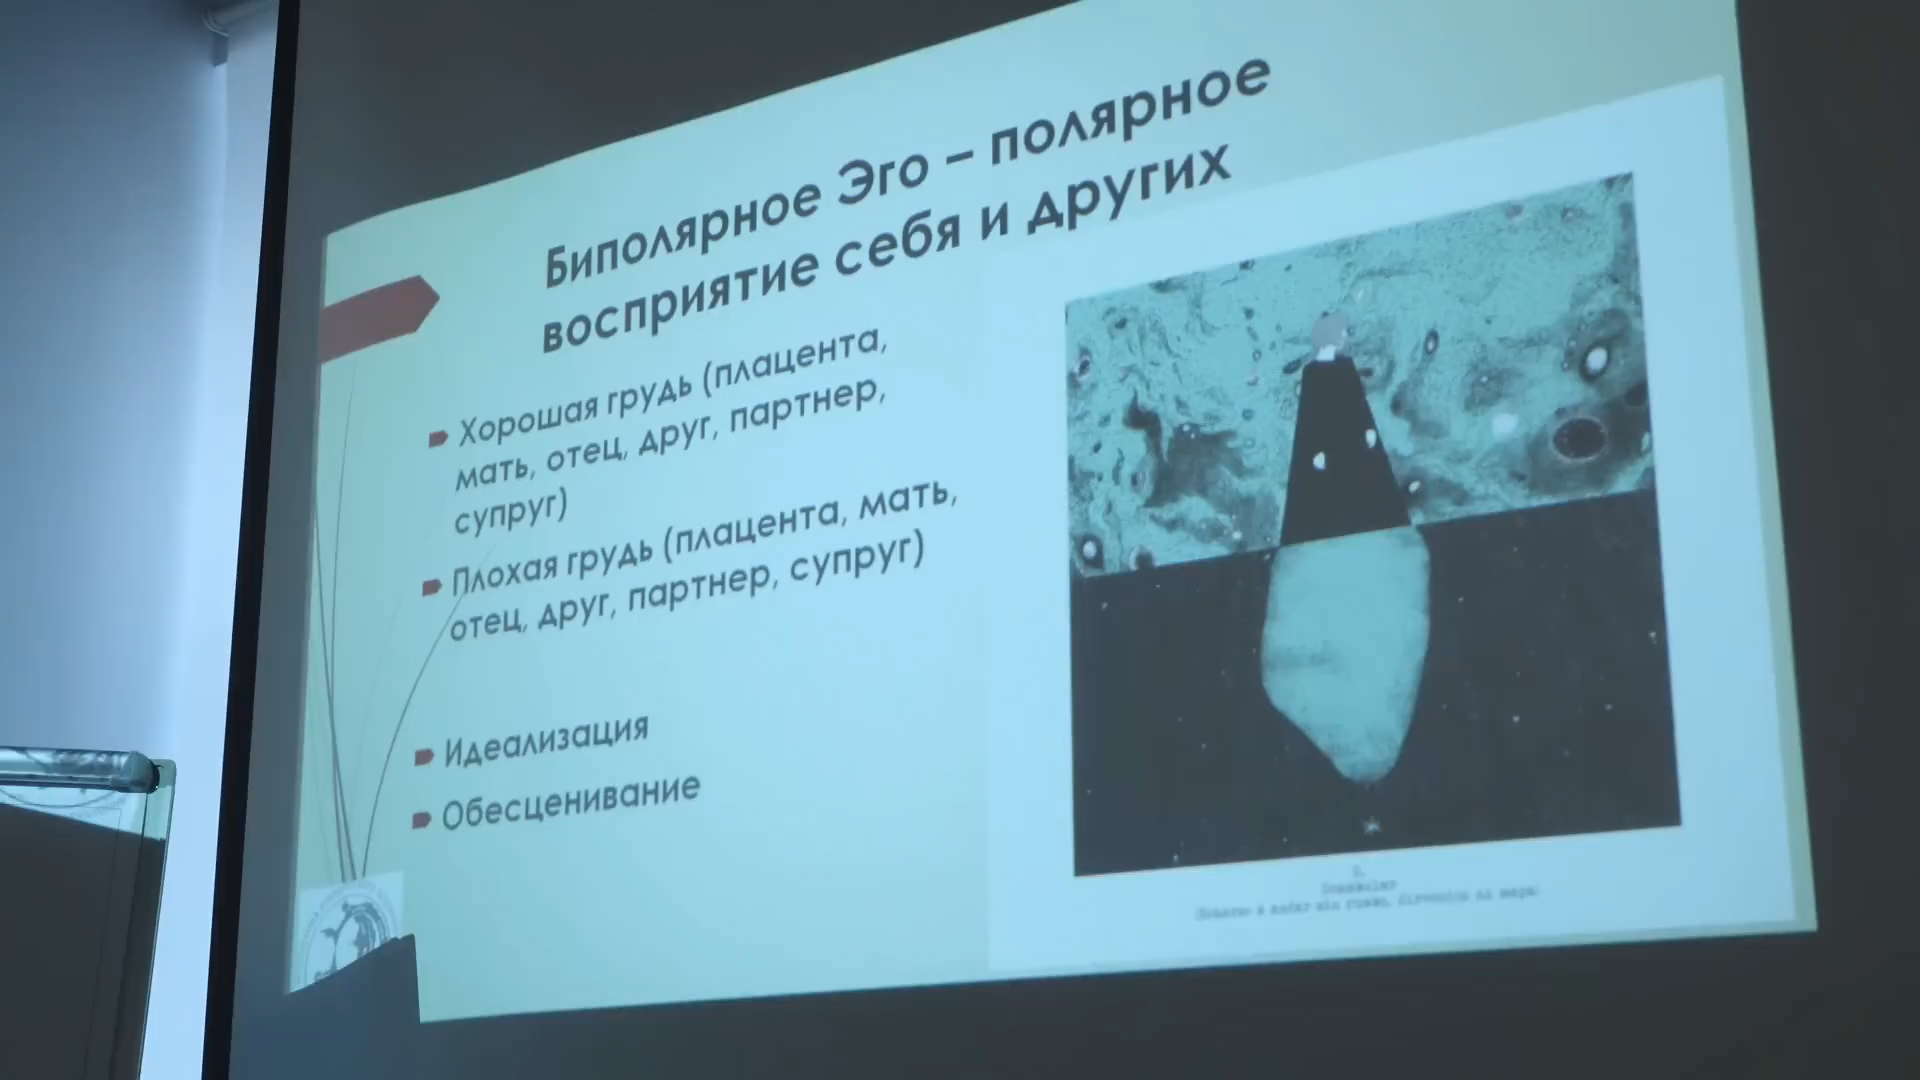 Биполярное Эго – полярное
восприятие себя и других
Хорошая грудь (плацента,
мать, отец, друг, партнер,
супруг)
Плохая грудь (плацента, мать,
отец, друг, партнер, супруг)
Идеализация
Обесценивание